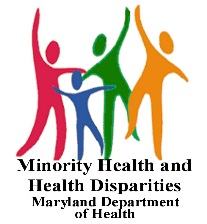 Minority Health and
Health Disparities
Maryland Department
of Health